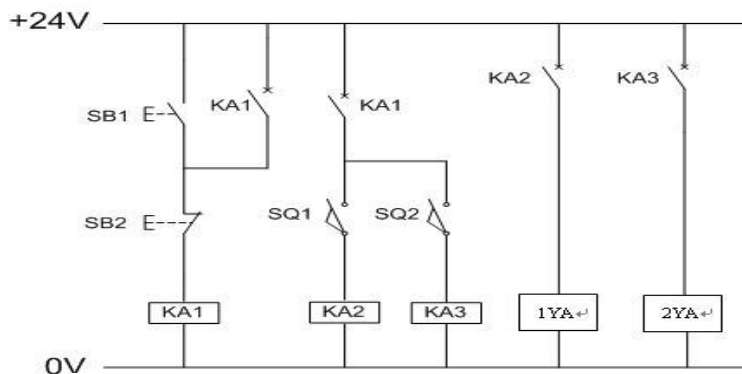 +24V
KA2
KA3
SB1
KA1
KA1
SB2
SQ1
SQ2
KA1
KA2
KA3
1YA↵
2YA↵
0V